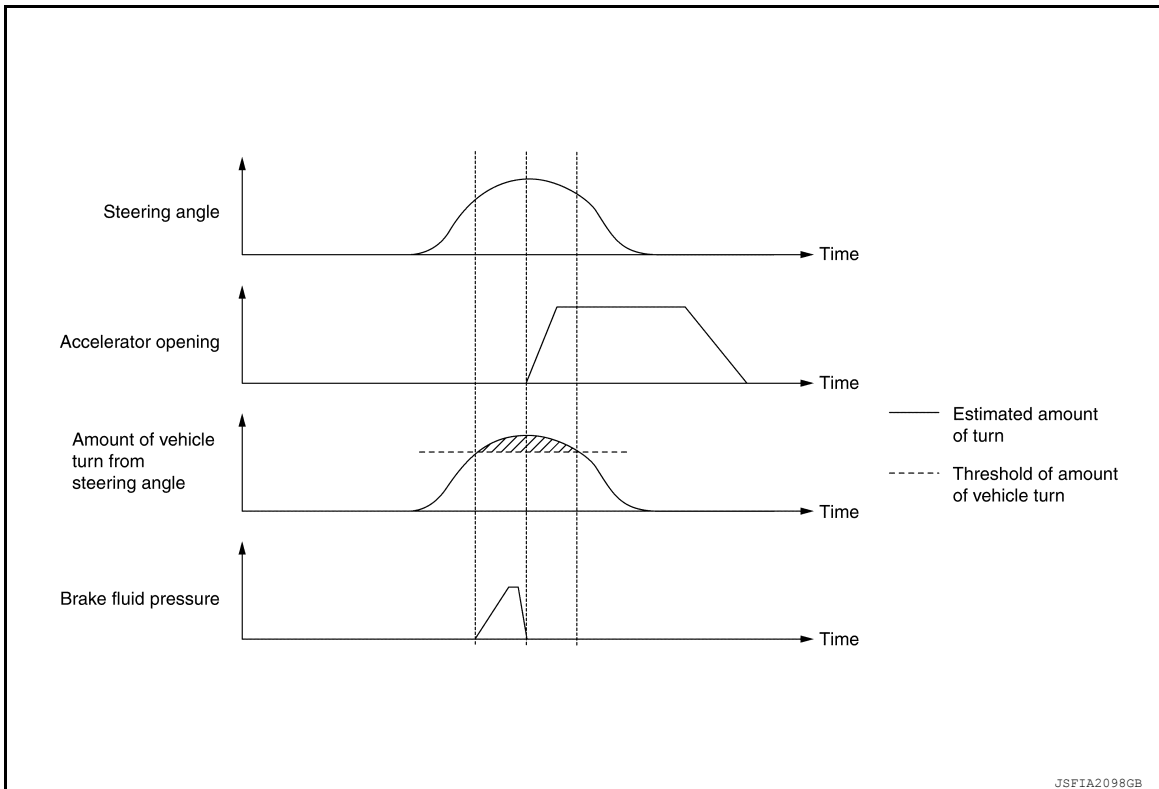 Steering angle
Time
Accelerator opening
Time
Amount of vehicle
turn from
steering angle
Time
Brake fluid pressure
Time
Estimated amount
of turn
Threshold of amount
of vehicle turn
JSFIA2098GB